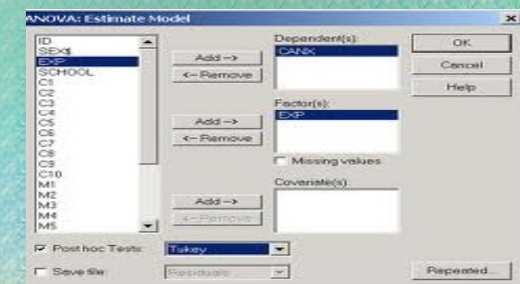 ANOVA: Estimate Model
ID
SEX$
EXP
SCHOOL
C1
C2
C3
C4
C5
C6
C7
C8
C9
C10
M1
M2
M3
M4
M5
Add -->
<-- Remove
Dependent(s):
CANX
OK
Cancel
Help
Add -->
<-- Remove
Factor(s):
EXP
Missing values
Add -->
<-- Remove
Covariate(s):
Post hoc Tests:
Tukey
Save file:
Residuals
Repeated...